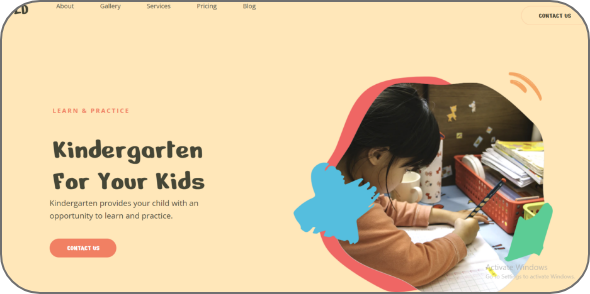 About Gallery Services Pricing Blog
CONTACT US
LEARN & PRACTICE
Kindergarten
For Your Kids
Kindergarten provides your child with an
opportunity to learn and practice.
CONTACT US
Activate Windows
Go to Settings to activate Windows.